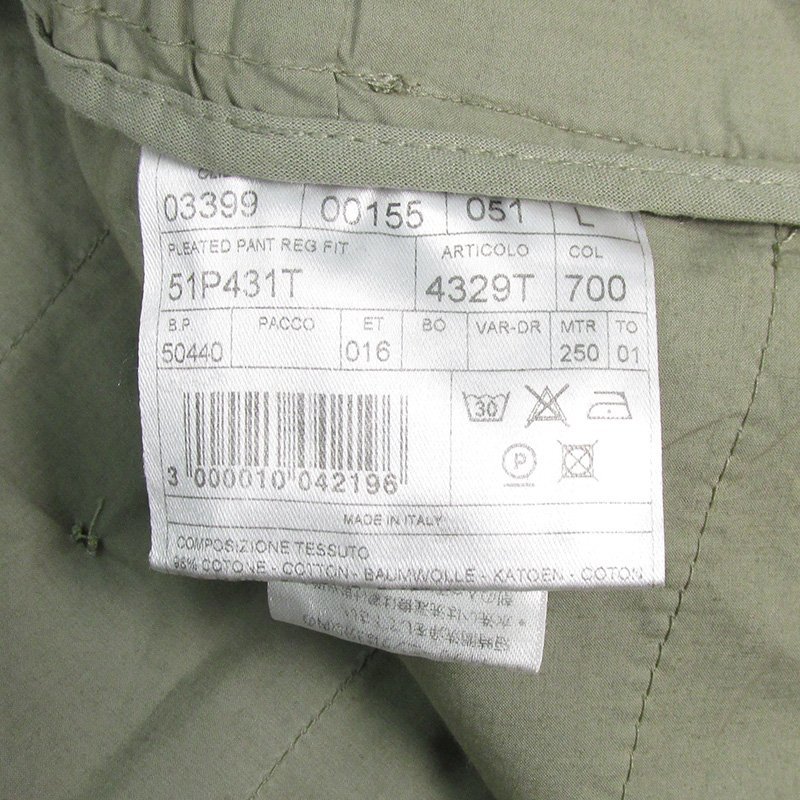 03399 00155 051 L
PLEATED PANT REG FIT ARTICOLO COL
51P431T 4329T 700
B.P. PACCO ET BO VAR-DR MTR TO
50440 016 250 01
30
P
3 000010 042196
MADE IN ITALY
COMPOSIZIONE TESSUTO
COTONE - COTTON - BAUMWOLLE - KATOEN - COTON